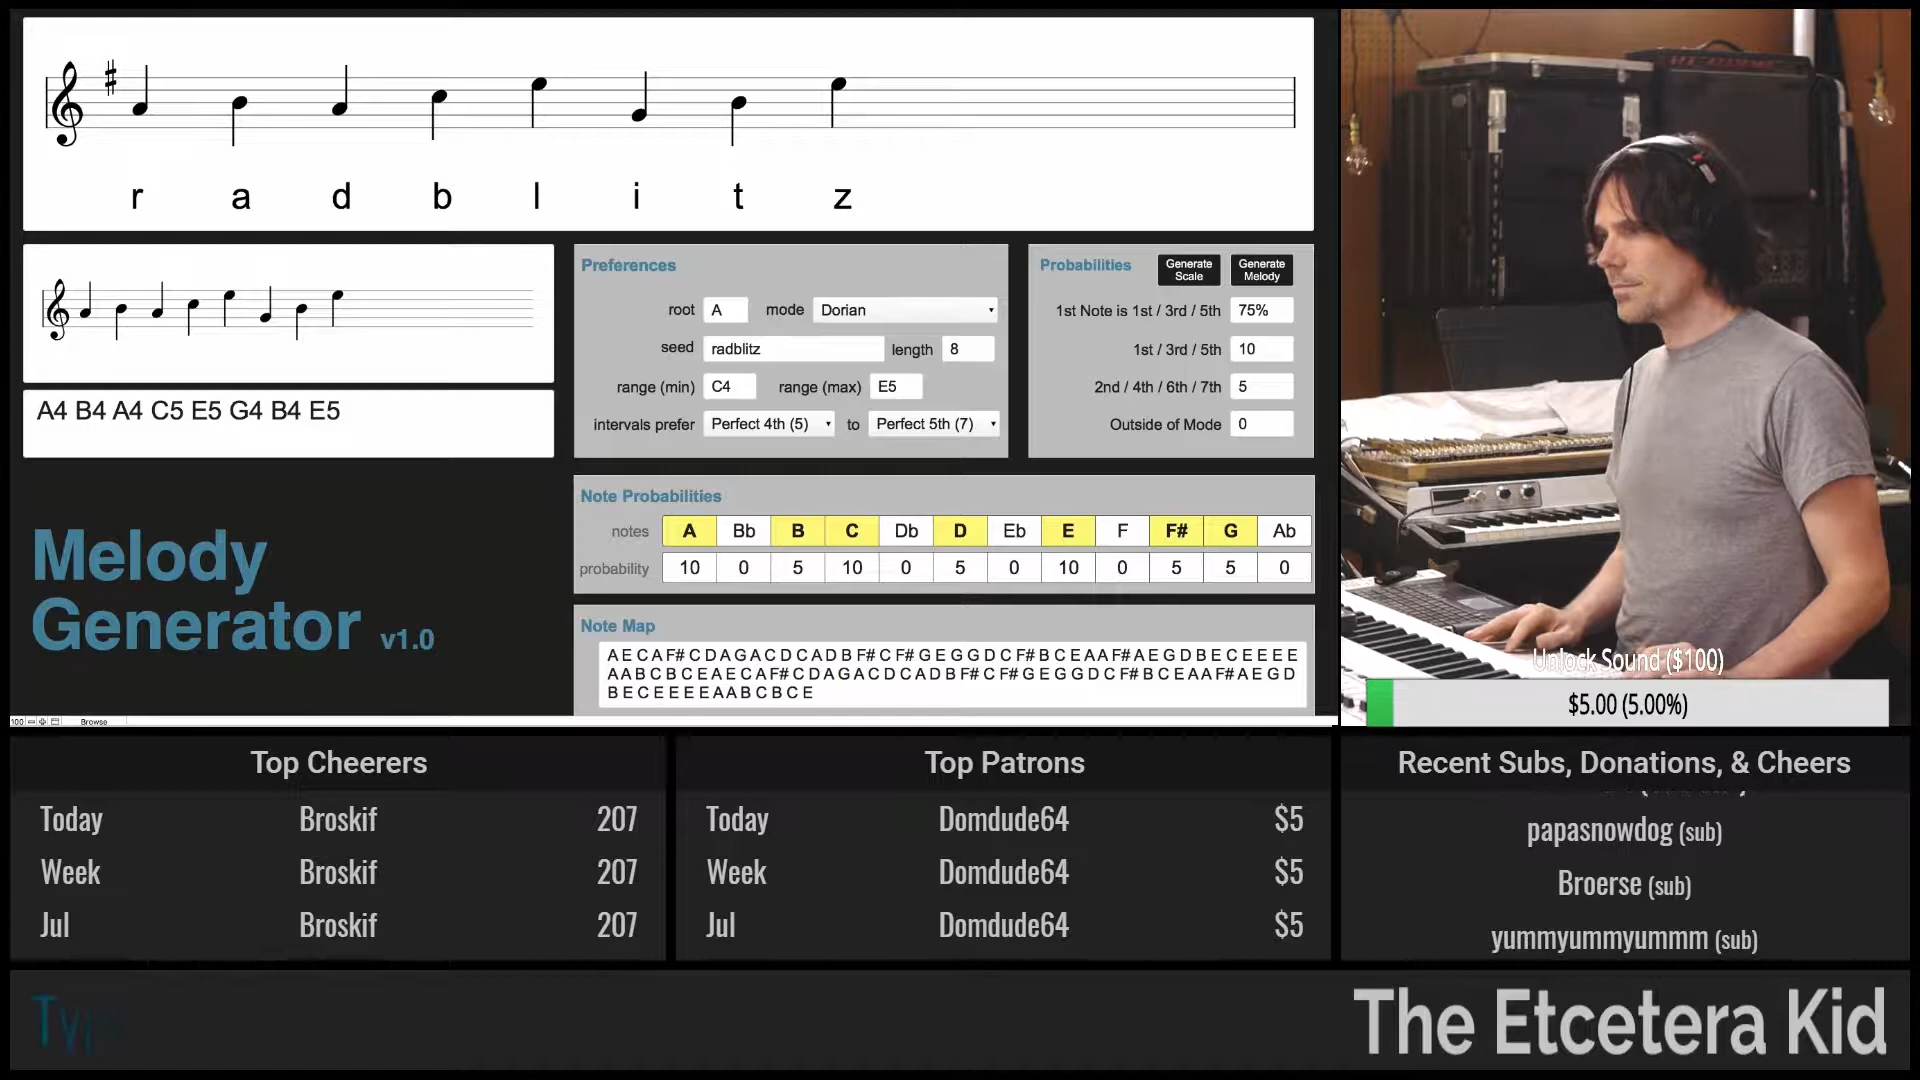 r a d b l i t z
A4 B4 A4 C5 E5 G4 B4 E5
Melody
Generator v1.0
Preferences
root A mode Dorian
seed radblitz length 8
range (min) C4 range (max) E5
intervals prefer Perfect 4th (5) to Perfect 5th (7)
Probabilities Generate Scale Generate Melody
1st Note is 1st / 3rd / 5th 75%
1st / 3rd / 5th 10
2nd / 4th / 6th / 7th 5
Outside of Mode 0
Note Probabilities
notes A Bb B C Db D Eb E F F# G Ab
probability 10 0 5 10 0 5 0 10 0 5 5 0
Note Map
A E C A F# C D A G A C D C A D B F# C F# G E G G D C F# B C E A A F# A E G D B E C E E E E
A A B C B C E A E C A F# C D A G A C D C A D B F# C F# G E G G D C F# B C E A A F# A E G D
B E C E E E E A A B C B C E
100 Browse
Unlock Sound ($100)
$5.00 (5.00%)
Top Cheerers
Today Broskif 207
Week Broskif 207
Jul Broskif 207
Top Patrons
Today Domdude64 $5
Week Domdude64 $5
Jul Domdude64 $5
Recent Subs, Donations, & Cheers
papasnowdog (sub)
Broerse (sub)
yummyyummyummm (sub)
The Etcetera Kid